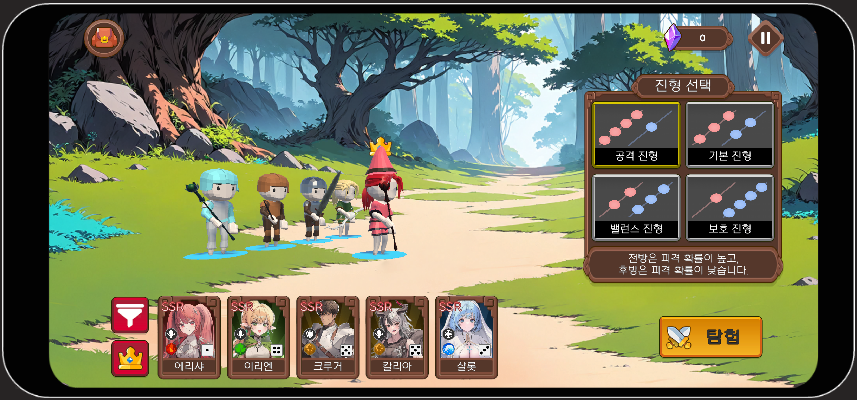 0
진형 선택
공격 진형
기본 진형
밸런스 진형
보호 진형
전방은 피격 확률이 높고,
후방은 피격 확률이 낮습니다.
SSR
에리샤
SSR
이리엔
SSR
크루거
SSR
칼리아
SSR
샬롯
탐험